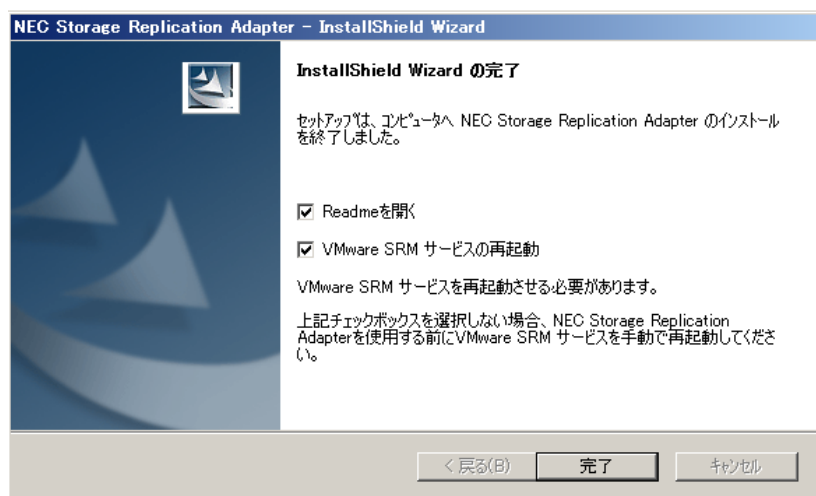 NEC Storage Replication Adapter - InstallShield Wizard
InstallShield Wizard の完了
セットアップは、コンピュータへ NEC Storage Replication Adapter のインストール
を終了しました。
Readmeを開く
VMware SRM サービスの再起動
VMware SRM サービスを再起動させる必要があります。
上記チェックボックスを選択しない場合、NEC Storage Replication
Adapterを使用する前にVMware SRM サービスを手動で再起動してくださ
い。
< 戻る(B)
完了
キャンセル